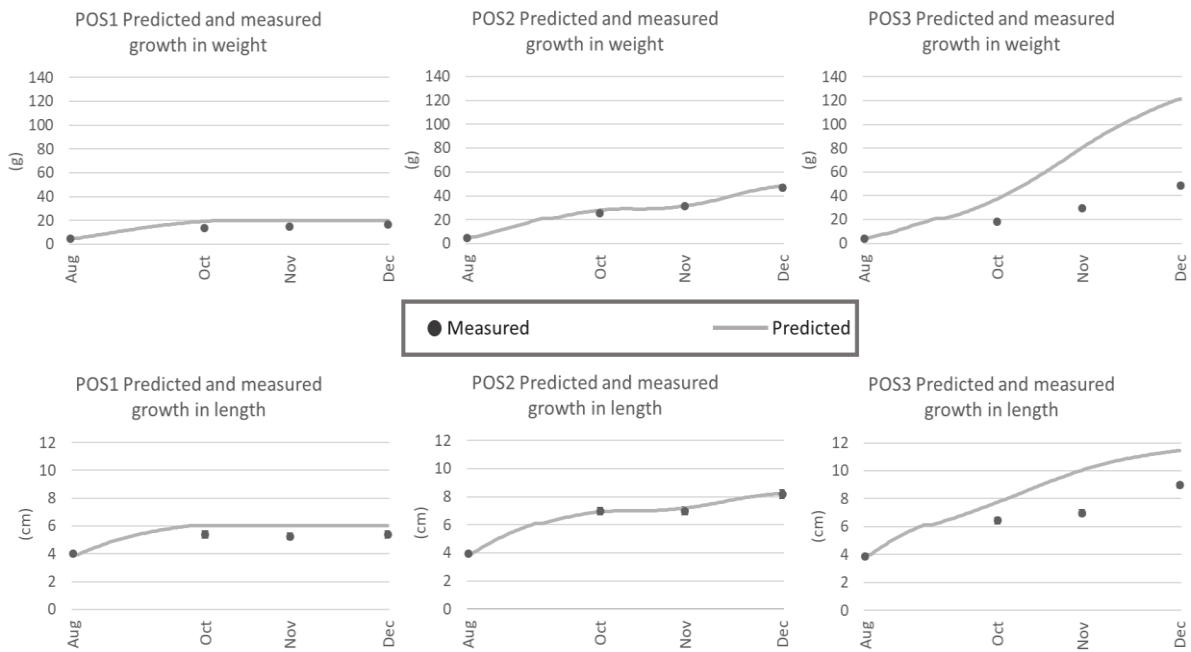 POS1 Predicted and measured
growth in weight
140
120
100
80
60
40
20
0
(g)
Aug
Oct
Nov
Dec
POS2 Predicted and measured
growth in weight
140
120
100
80
60
40
20
0
(g)
Aug
Oct
Nov
Dec
POS3 Predicted and measured
growth in weight
140
120
100
80
60
40
20
0
(g)
Aug
Oct
Nov
Dec
Measured Predicted
POS1 Predicted and measured
growth in length
12
10
8
6
4
2
0
(cm)
Aug
Oct
Nov
Dec
POS2 Predicted and measured
growth in length
12
10
8
6
4
2
0
(cm)
Aug
Oct
Nov
Dec
POS3 Predicted and measured
growth in length
12
10
8
6
4
2
0
(cm)
Aug
Oct
Nov
Dec